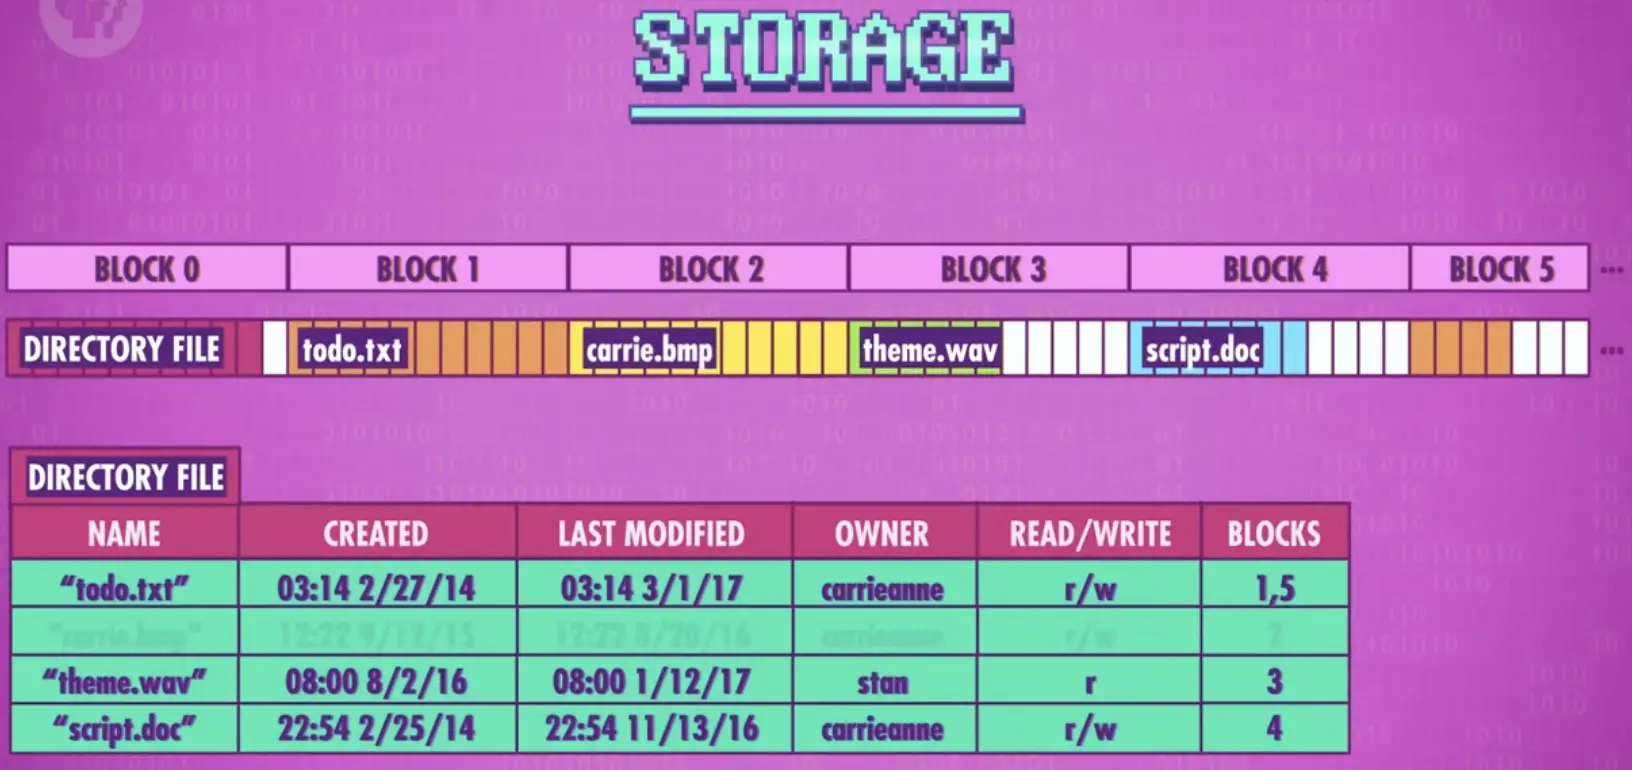 STORAGE
BLOCK 0 BLOCK 1 BLOCK 2 BLOCK 3 BLOCK 4 BLOCK 5 ...
DIRECTORY FILE todo.txt carrie.bmp theme.wav script.doc ...
DIRECTORY FILE
NAME CREATED LAST MODIFIED OWNER READ/WRITE BLOCKS
“todo.txt” 03:14 2/27/14 03:14 3/1/17 carrieanne r/w 1,5
“carrie.bmp” 12:22 9/12/15 12:22 8/20/16 carrieanne r/w 2
“theme.wav” 08:00 8/2/16 08:00 1/12/17 stan r 3
“script.doc” 22:54 2/25/14 22:54 11/13/16 carrieanne r/w 4